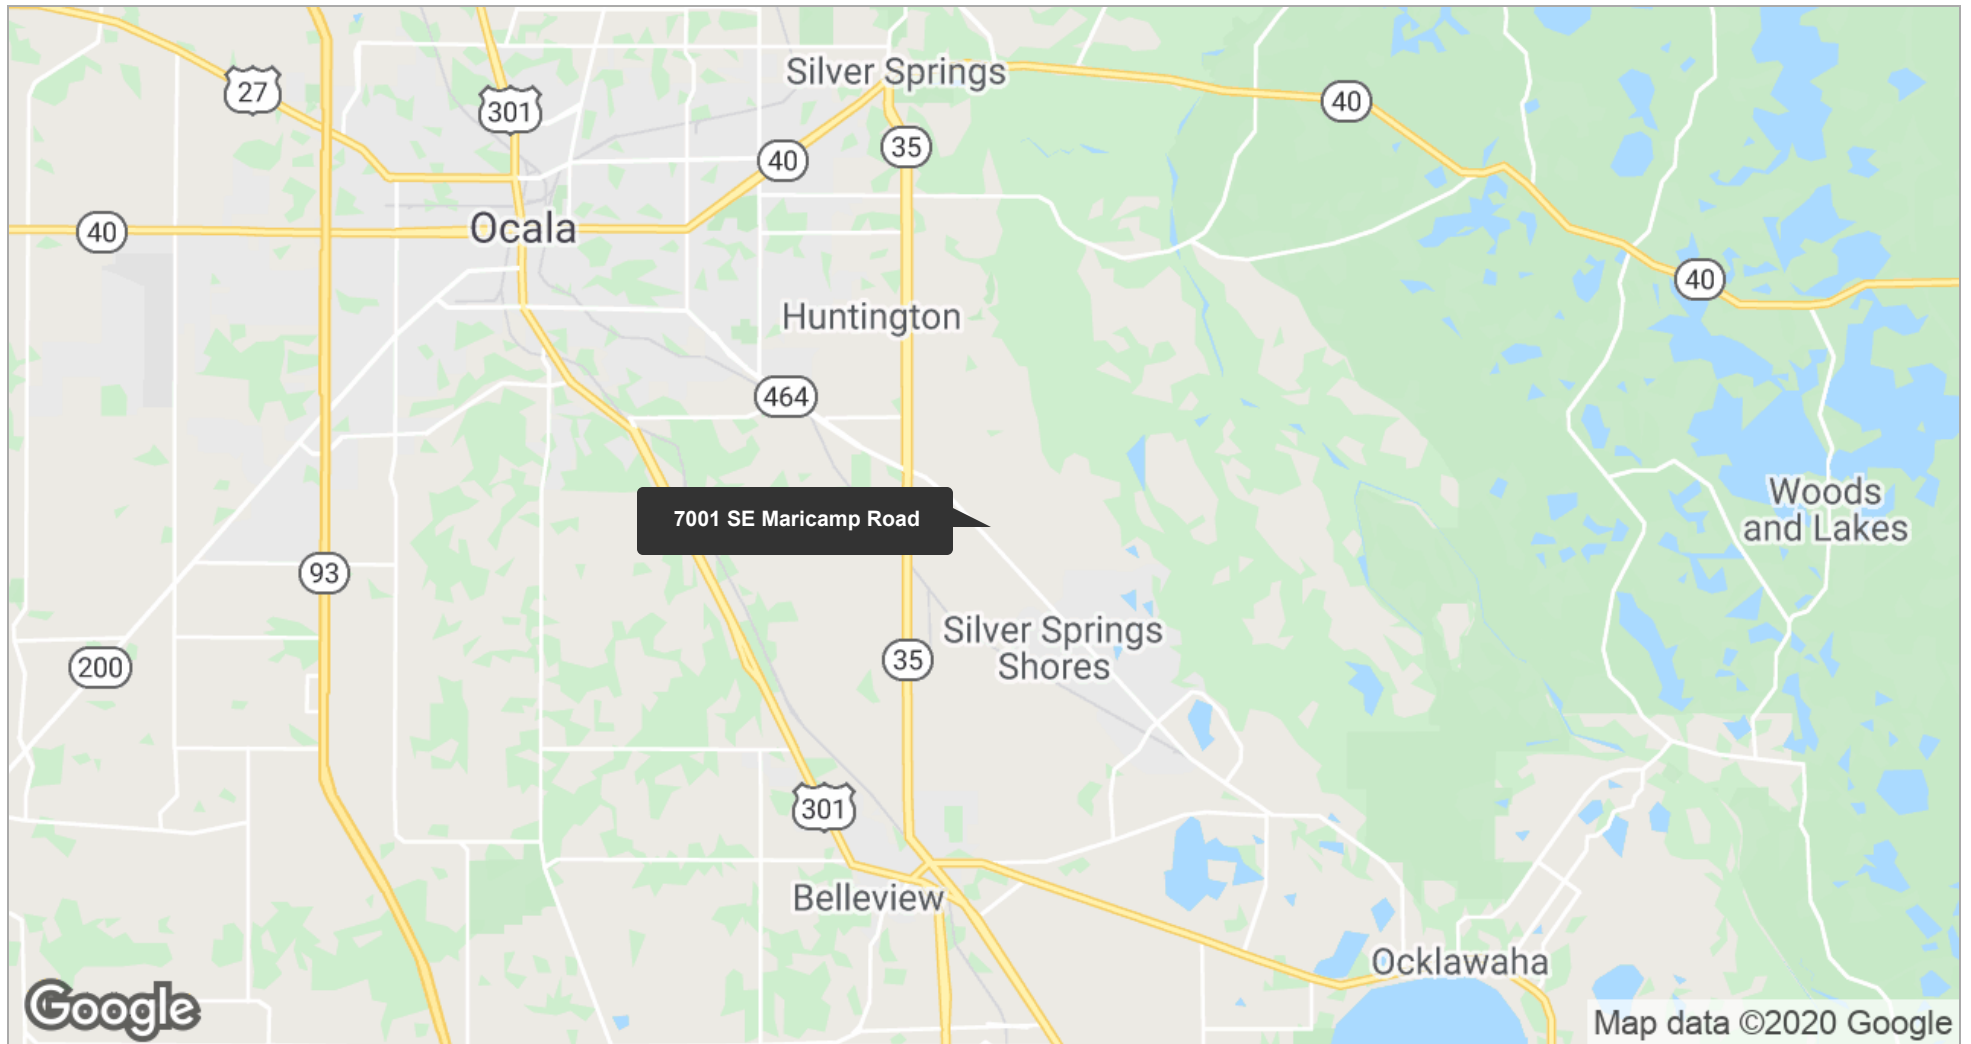 Silver Springs
27
301
40
40
35
40
Ocala
40
Huntington
464
Woods
and Lakes
7001 SE Maricamp Road
93
Silver Springs
Shores
200
35
301
Belleview
Ocklawaha
Google
Map data ©2020 Google